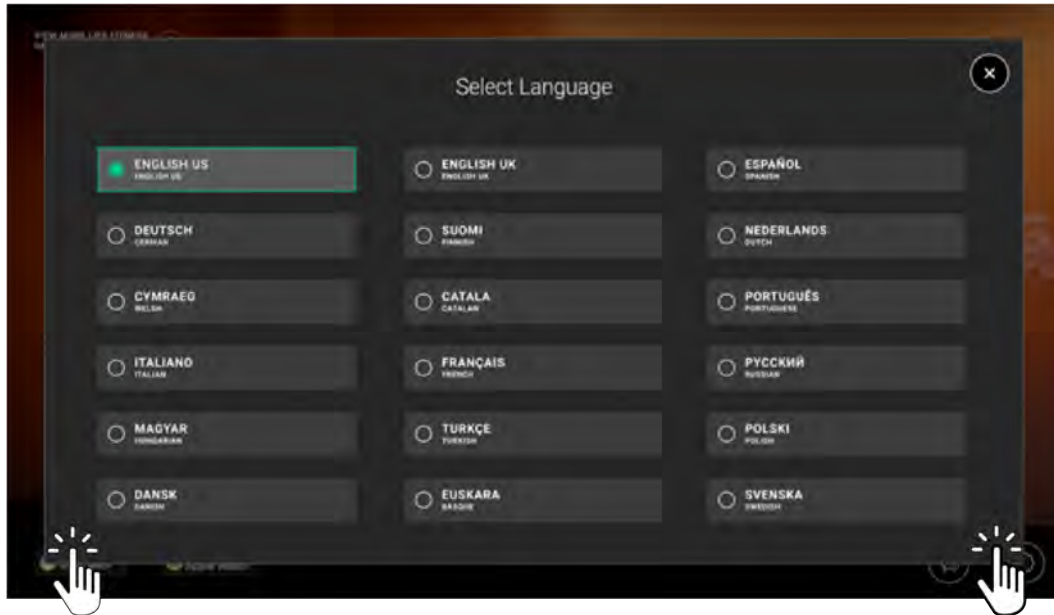 Select Language
ENGLISH US
ENGLISH US
ENGLISH UK
ENGLISH UK
ESPAÑOL
SPANISH
DEUTSCH
GERMAN
SUOMI
FINNISH
NEDERLANDS
DUTCH
CYMRAEG
WELSH
CATALA
CATALAN
PORTUGUÊS
PORTUGUESE
ITALIANO
ITALIAN
FRANÇAIS
FRENCH
РУССКИЙ
RUSSIAN
MAGYAR
HUNGARIAN
TURKÇE
TURKISH
POLSKI
POLISH
DANSK
DANISH
EUSKARA
BASQUE
SVENSKA
SWEDISH